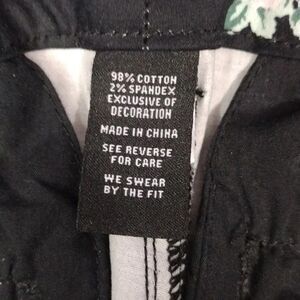 98% COTTON
2% SPANDEX
EXCLUSIVE OF
DECORATION
MADE IN CHINA
SEE REVERSE
FOR CARE
WE SWEAR
BY THE FIT